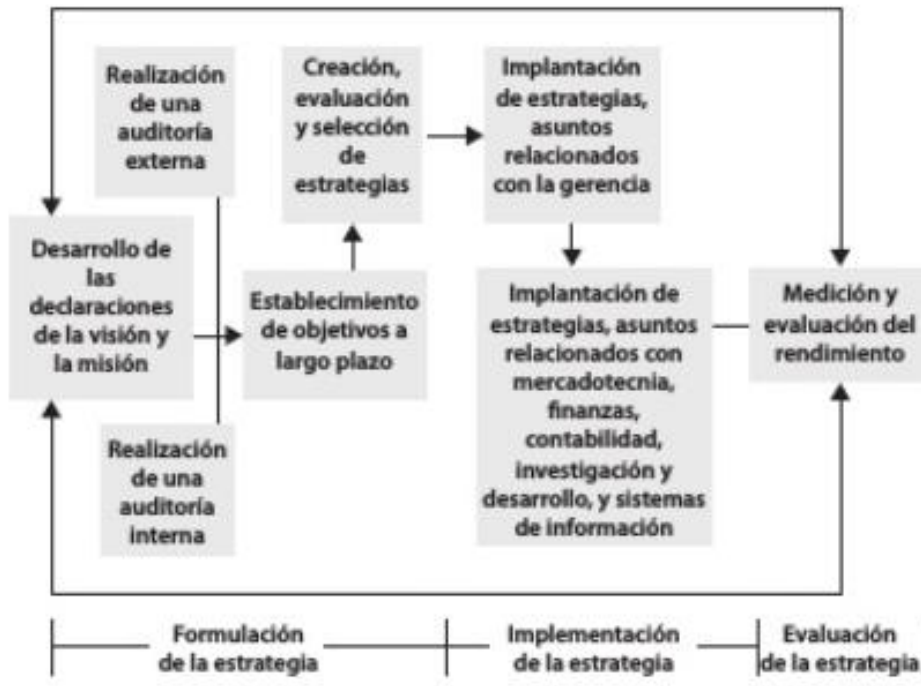 Realización
de una
auditoría
externa
Creación,
evaluación
y selección
de
estrategias
Implantación
de estrategias,
asuntos
relacionados
con la gerencia
Desarrollo de
las
declaraciones
de la visión y
la misión
Establecimiento
de objetivos a
largo plazo
Implantación de
estrategias, asuntos
relacionados con
mercadotecnia,
finanzas,
contabilidad,
investigación y
desarrollo, y sistemas
de información
Medición y
evaluación del
rendimiento
Realización
de una
auditoría
interna
Formulación
de la estrategia
Implementación
de la estrategia
Evaluación
de la estrategia